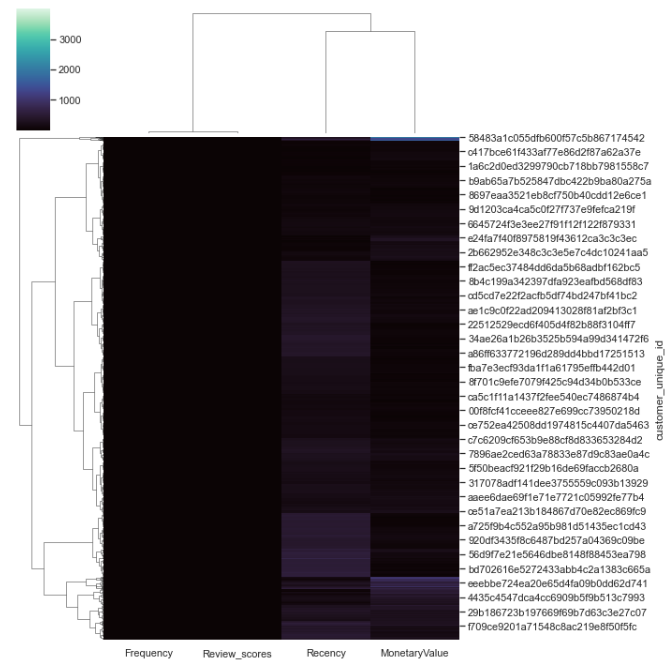 3000
2000
1000
58483a1c055dfb600f57c5b867174542
c417bce61f433af77e86d2f87a62a37e
1a6c2d0ed3299790cb718bb7981558c7
b9ab65a7b525847dbc422b9ba80a275a
8697eaa3521eb8cf750b40cdd12e6ce1
9d1203ca4ca5c0f27f737e9fefca219f
6645724f3e3ee27f91f12f122f879331
e24fa7f40f8975819f43612ca3c3c3ec
2b662952e348c3c3e5e7c4dc10241aa5
ff2ac5ec37484dd6da5b68adbf162bc5
8b4c199a342397dfa923eafbd568df83
cd5cd7e22f2acfb5df74bd247bf41bc2
ae1c9c0f22ad209413028f81af2bf3c1
22512529ecd6f405d4f82b88f3104ff7
34ae26a1b26b3525b594a99d341472f6
a86ff633772196d289dd4bbd17251513
fba7e3ecf93da1f1a61795effb442d01
8f701c9efe7079f425c94d34b0b533ce
ca5c1f11a1437f2fee540ec7486874b4
00f8fcf41cceee827e699cc73950218d
ce752ea42508dd1974815c4407da5463
c7c6209cf653b9e88cf8d833653284d2
7896ae2ced63a78833e87d9c83ae0a4c
5f50beacf921f29b16de69faccb2680a
317078adf141dee3755559c093b13929
aaee6dae69f1e71e7721c05992fe77b4
ce51a7ea213b184867d70e82ec869fc9
a725f9b4c552a95b981d51435ec1cd43
920df3435f8c6487bd257a04369c09be
56d9f7e21e5646dbe8148f88453ea798
bd702616e5272433abb4c2a1383c665a
eeebbe724ea20e65d4fa09b0dd62d741
4435c4547dca4cc6909b5f9b513c7993
29b186723b197669f69b7d63c3e27c07
f709ce9201a71548c8ac219e8f50f5fc
customer_unique_id
Frequency Review_scores Recency MonetaryValue